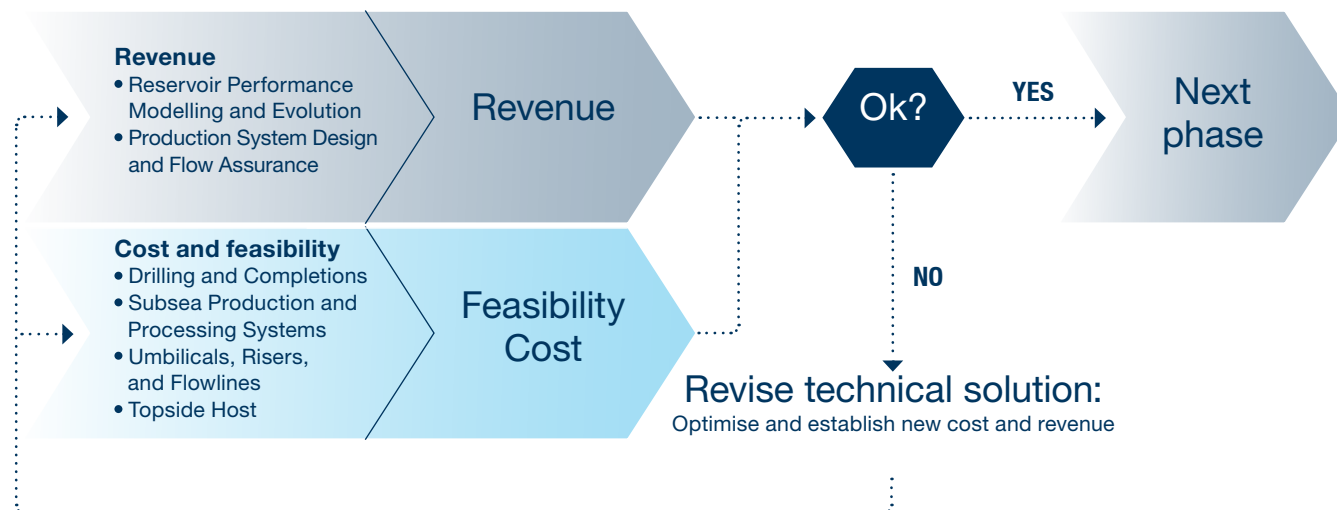 Revenue
• Reservoir Performance
Modelling and Evolution
• Production System Design
and Flow Assurance
Revenue
Ok?
YES
Next
phase
Cost and feasibility
• Drilling and Completions
• Subsea Production and
Processing Systems
• Umbilicals, Risers,
and Flowlines
• Topside Host
Feasibility
Cost
NO
Revise technical solution:
Optimise and establish new cost and revenue